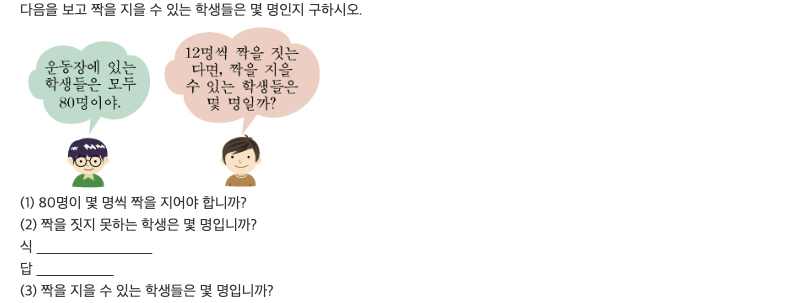 다음을 보고 짝을 지을 수 있는 학생들은 몇 명인지 구하시오.
운동장에 있는
학생들은 모두
80명이야.
12명씩 짝을 짓는
다면, 짝을 지을
수 있는 학생들은
몇 명일까?
(1) 80명이 몇 명씩 짝을 지어야 합니까?
(2) 짝을 짓지 못하는 학생은 몇 명입니까?
식 ________________
답 ___________
(3) 짝을 지을 수 있는 학생들은 몇 명입니까?